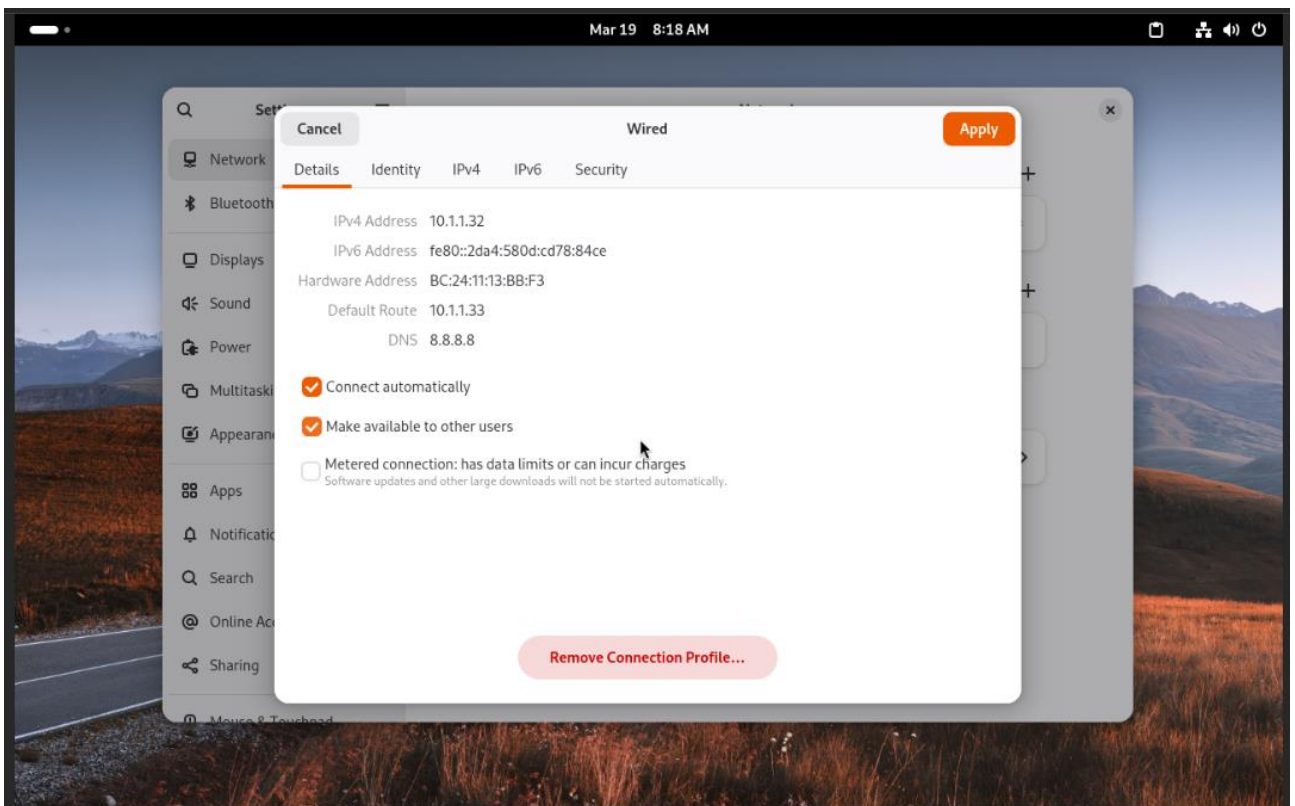 Mar 19 8:18 AM
Cancel
Wired
Apply
Network
Bluetooth
Displays
Sound
Power
Apps
Search
Sharing
Details Identity IPv4 IPv6 Security
IPv4 Address 10.1.1.32
IPv6 Address fe80::2da4:580d:cd78:84ce
Hardware Address BC:24:11:13:BB:F3
Default Route 10.1.1.33
DNS 8.8.8.8
Connect automatically
Make available to other users
Metered connection: has data limits or can incur charges
Software updates and other large downloads will not be started automatically.
Remove Connection Profile...